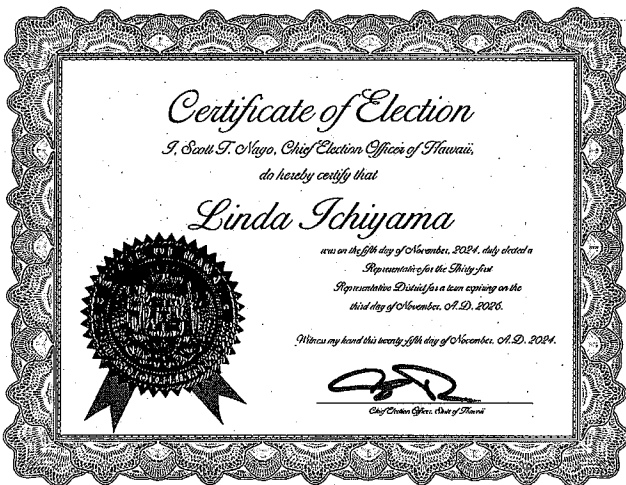 Certificate of Election
I, Scott T. Nago, Chief Election Officer of Hawaii,
do hereby certify that
Linda Ichiyama
was on the fifth day of November, 2024, duly elected a
Representative for the Thirty-first
Representative District for a term expiring on the
third day of November, A.D. 2026.
Witness my hand this twenty-fifth day of November, A.D. 2024.
Chief Election Officer, State of Hawaii